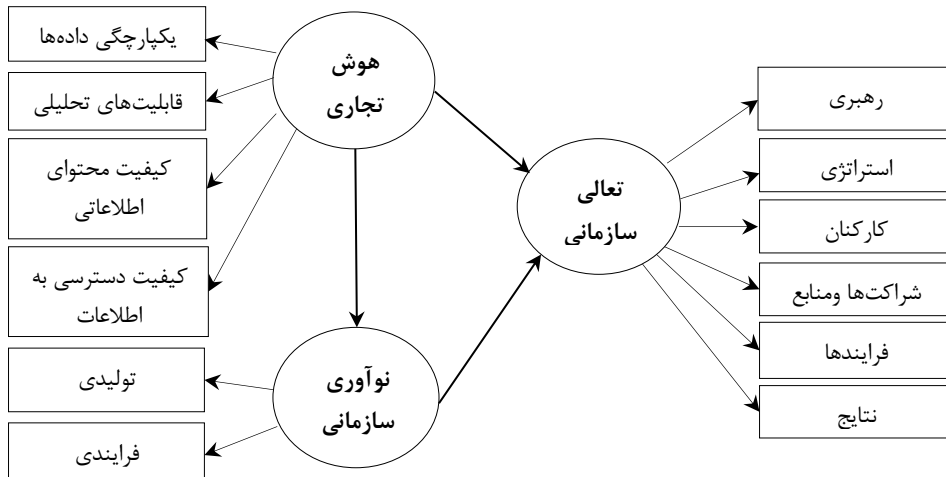 یکپارچگی داده‌ها
قابلیت‌های تحلیلی
کیفیت محتوای
اطلاعاتی
کیفیت دسترسی به
اطلاعات
تولیدی
فرایندی
هوش
تجاری
نوآوری
سازمانی
تعالی
سازمانی
رهبری
استراتژی
کارکنان
شراکت‌ها ومنابع
فرایندها
نتایج